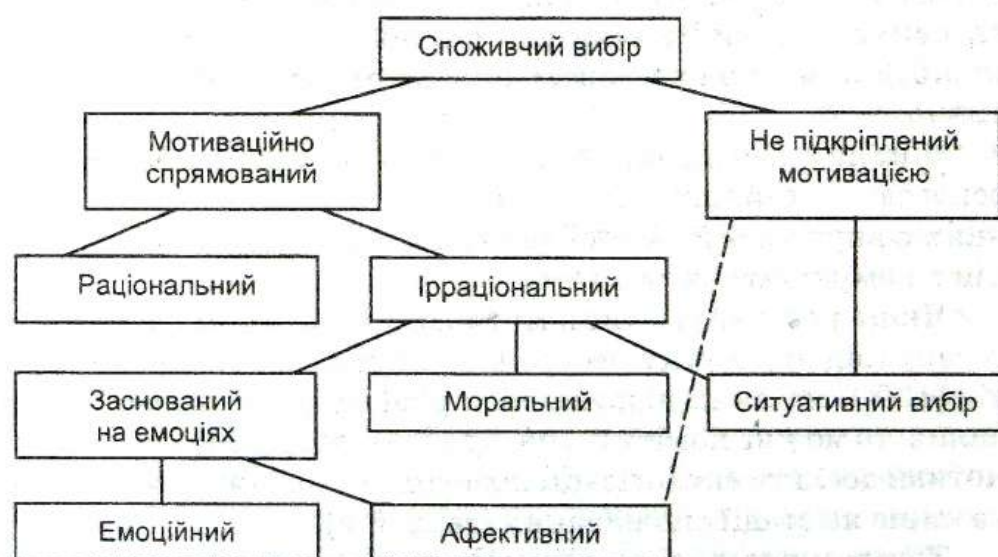 Споживчий вибір
Мотиваційно
спрямований
Не підкріплений
мотивацією
Раціональний
Ірраціональний
Заснований
на емоціях
Моральний
Ситуативний вибір
Емоційний
Афективний